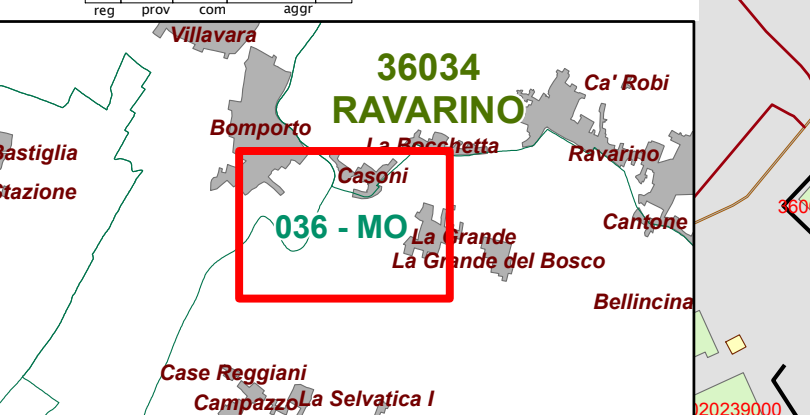 reg prov com aggr
Villavara
36034
RAVARINO
Ca' Robi
Bomporto
La Bocchetta
Ravarino
Bastiglia
Casoni
Stazione
036 - MO
La Grande
Cantone
La Grande del Bosco
Bellincina
Case Reggiani
Campazzo
La Selvatica I
020239000